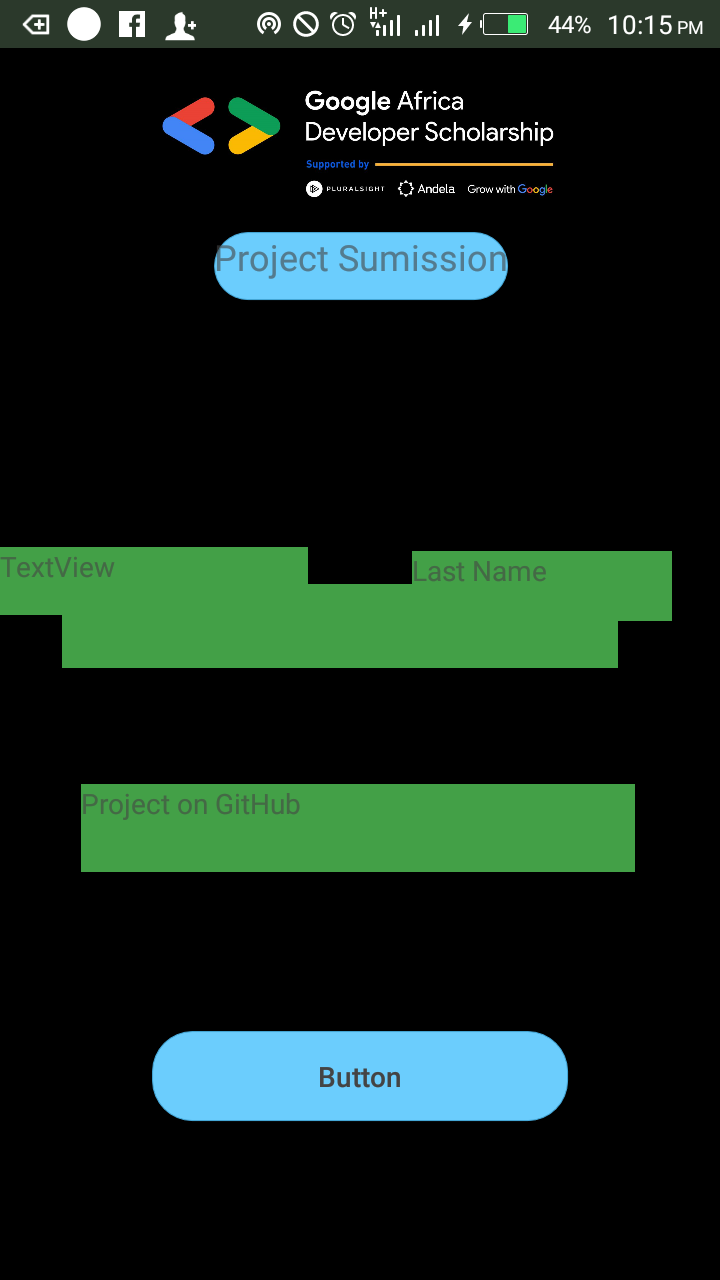 H+
44% 10:15 PM
Google Africa
Developer Scholarship
Supported by
PLURALSIGHT Andela Grow with Google
Project Sumission
TextView
Last Name
Project on GitHub
Button